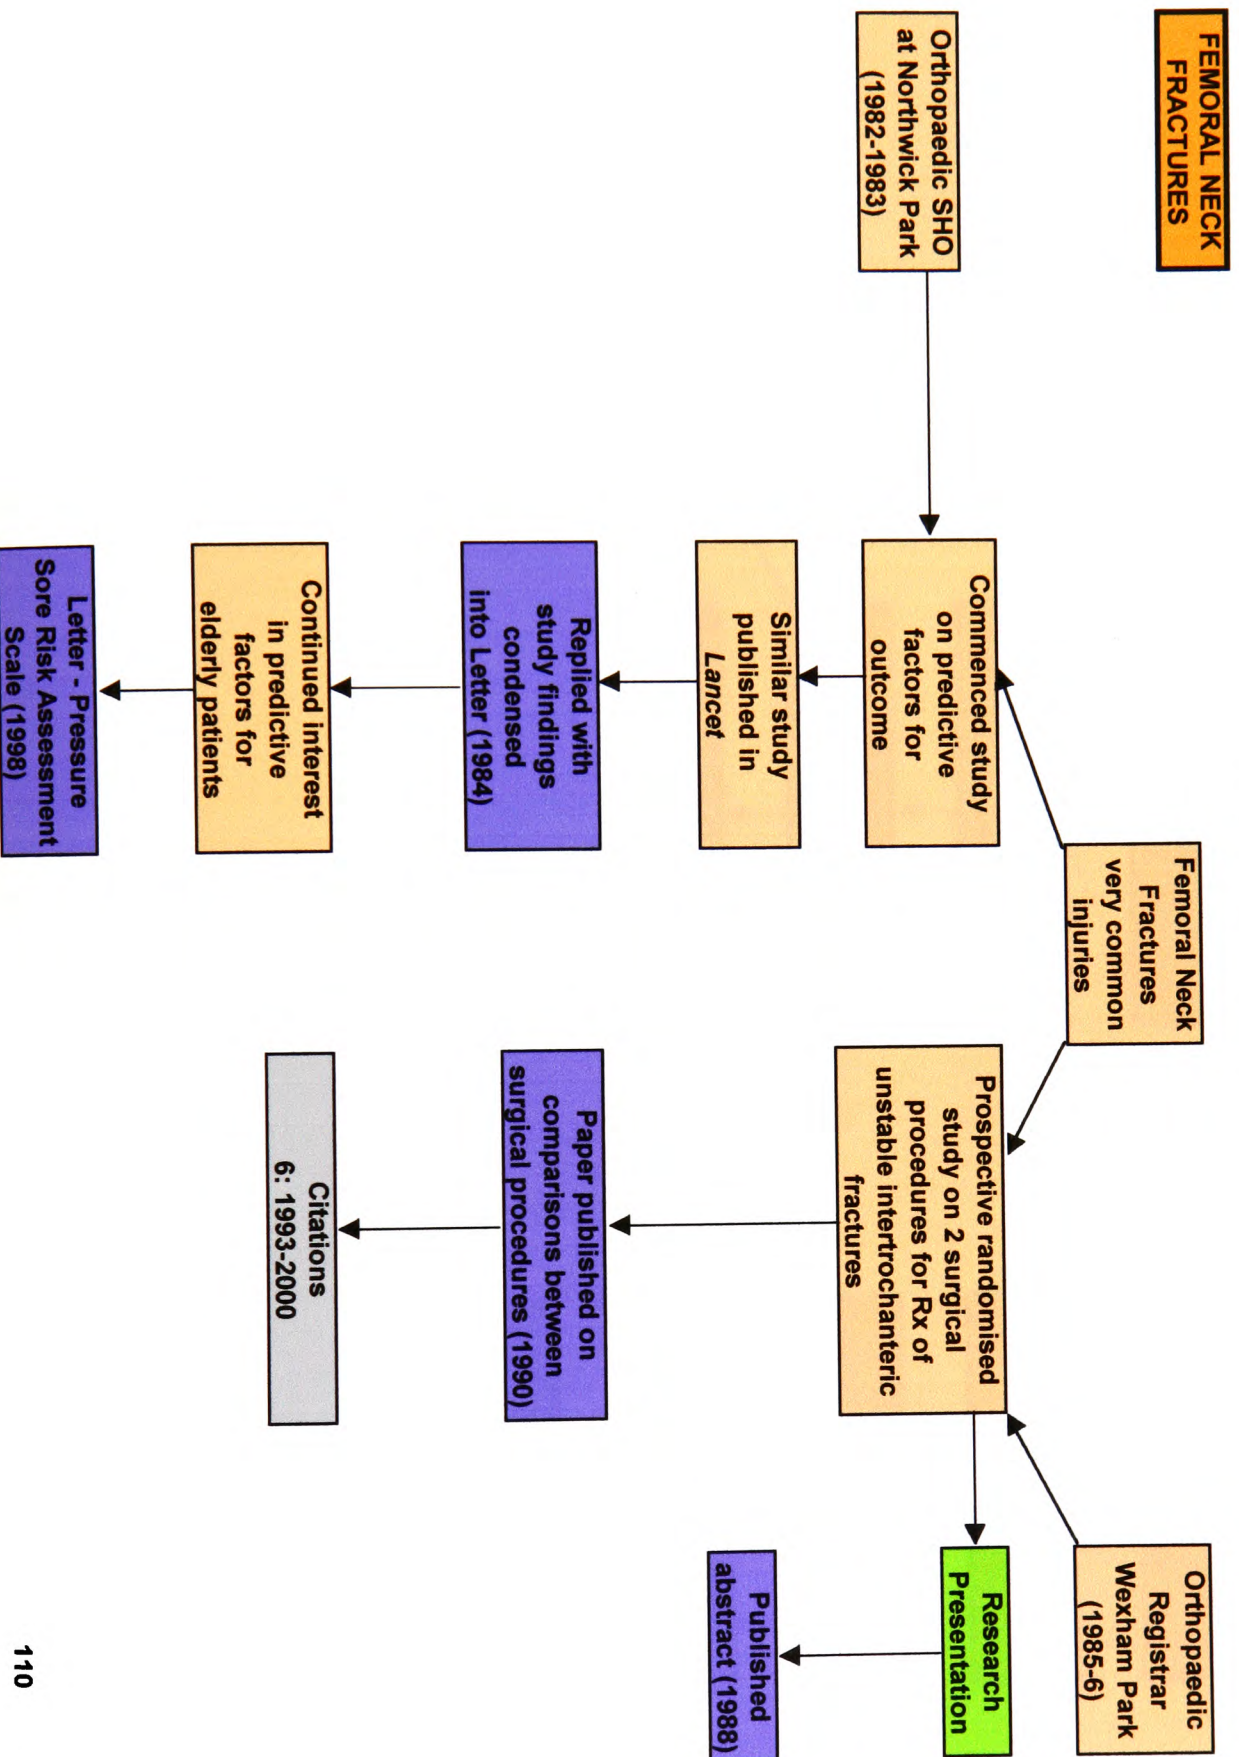 FEMORAL NECK
FRACTURES
Femoral Neck
Fractures
very common
injuries
Orthopaedic
Registrar
Wexham Park
(1985-6)
Orthopaedic SHO
at Northwick Park
(1982-1983)
Commenced study
on predictive
factors for
outcome
Prospective randomised
study on 2 surgical
procedures for Rx of
unstable intertrochanteric
fractures
Research
Presentation
Similar study
published in
Lancet
Published
abstract (1988)
Replied with
study findings
condensed
into Letter (1984)
Paper published on
comparisons between
surgical procedures (1990)
Continued interest
in predictive
factors for
elderly patients
Citations
6: 1993-2000
Letter - Pressure
Sore Risk Assessment
Scale (1998)
110